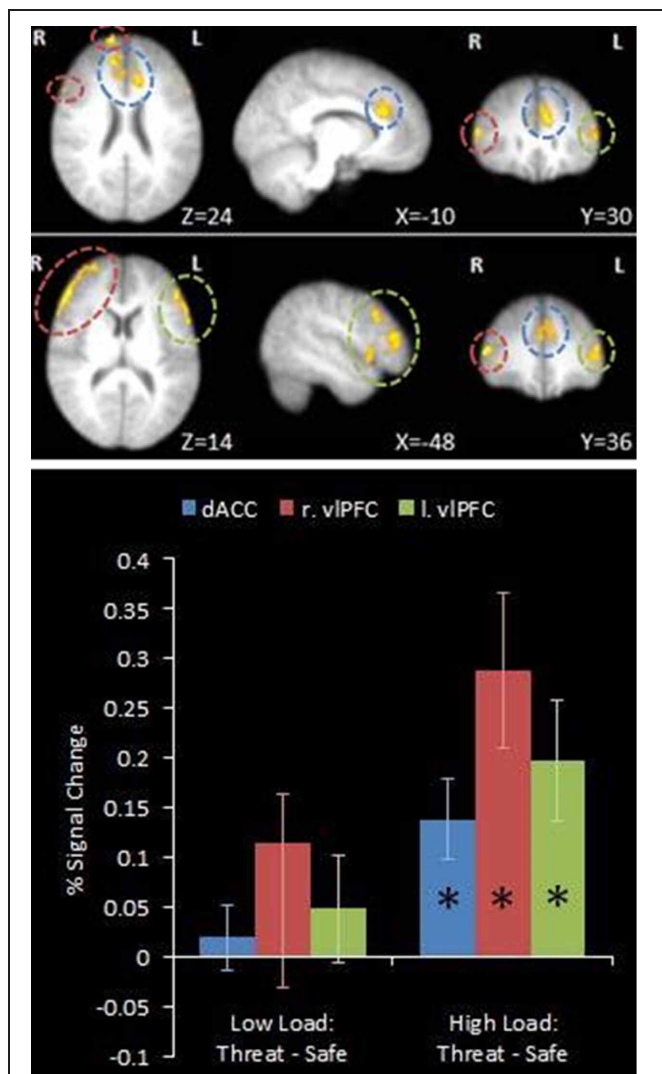 R L R L
Z=24 X=-10 Y=30
R L R L
Z=14 X=-48 Y=36
dACC r. vlPFC l. vlPFC
0.4
0.35
0.3
0.25
0.2
0.15
0.1
0.05
0
-0.05
-0.1
% Signal Change
* * *
Low Load: High Load:
Threat - Safe Threat - Safe